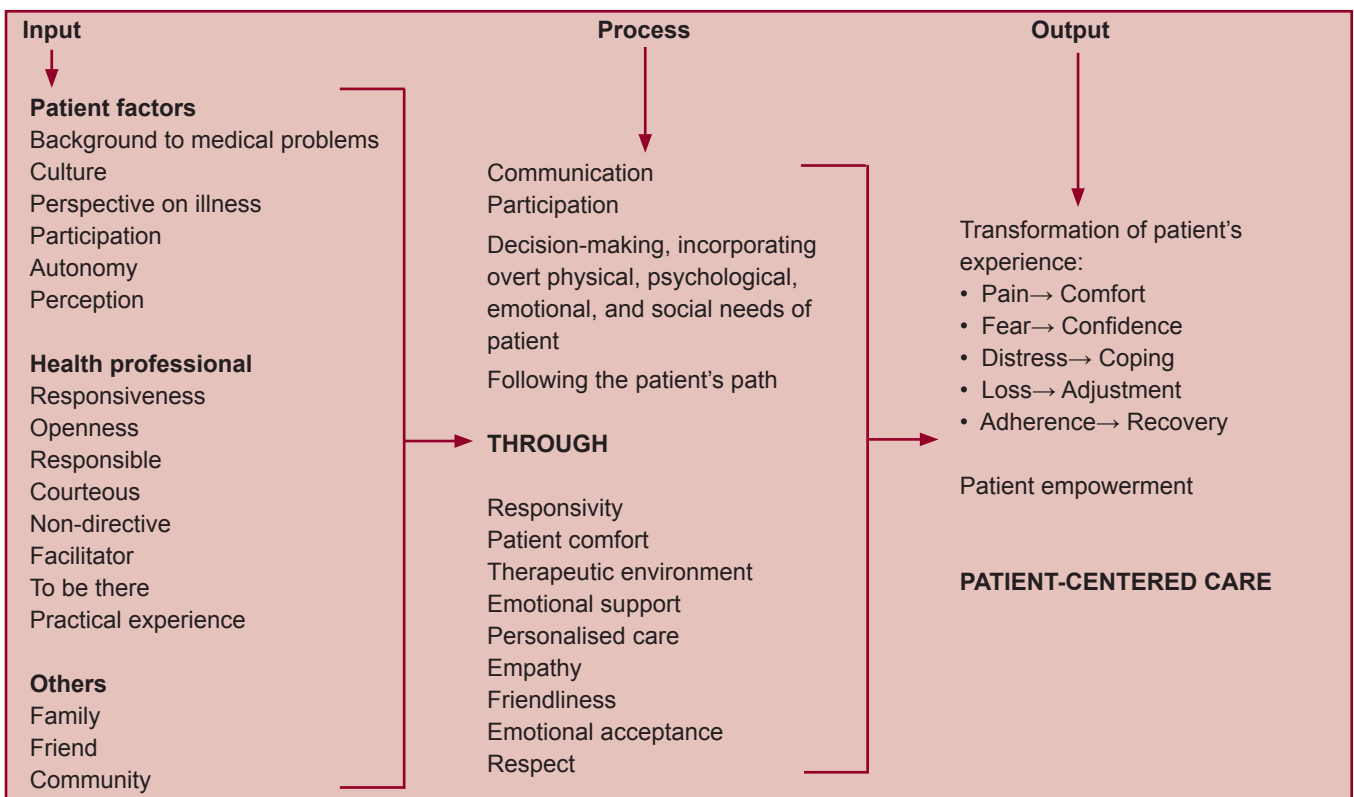 Input
Patient factors
Background to medical problems
Culture
Perspective on illness
Participation
Autonomy
Perception
Health professional
Responsiveness
Openness
Responsible
Courteous
Non-directive
Facilitator
To be there
Practical experience
Others
Family
Friend
Community
Process
Communication
Participation
Decision-making, incorporating
overt physical, psychological,
emotional, and social needs of
patient
Following the patient's path
THROUGH
Responsivity
Patient comfort
Therapeutic environment
Emotional support
Personalised care
Empathy
Friendliness
Emotional acceptance
Respect
Output
Transformation of patient's
experience:
• Pain→ Comfort
• Fear→ Confidence
• Distress→ Coping
• Loss→ Adjustment
• Adherence→ Recovery
Patient empowerment
PATIENT-CENTERED CARE